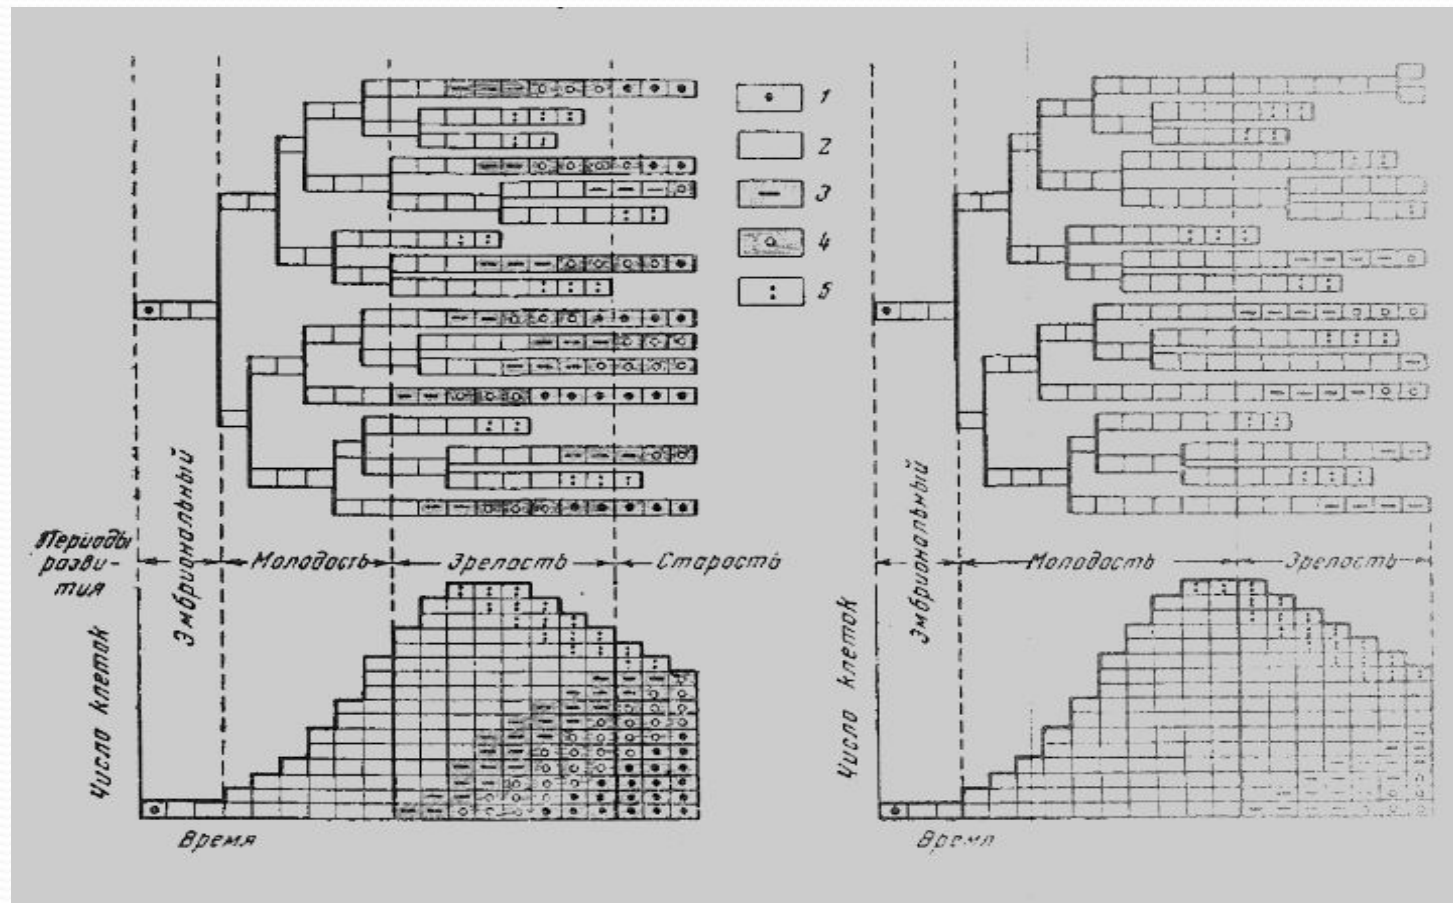 1
2
3
4
5
Периоды
разви-
тия
Эмбриональный
Молодость
Зрелость
Старость
Число клеток
Время
Эмбриональный
Молодость
Зрелость
Число клеток
Время